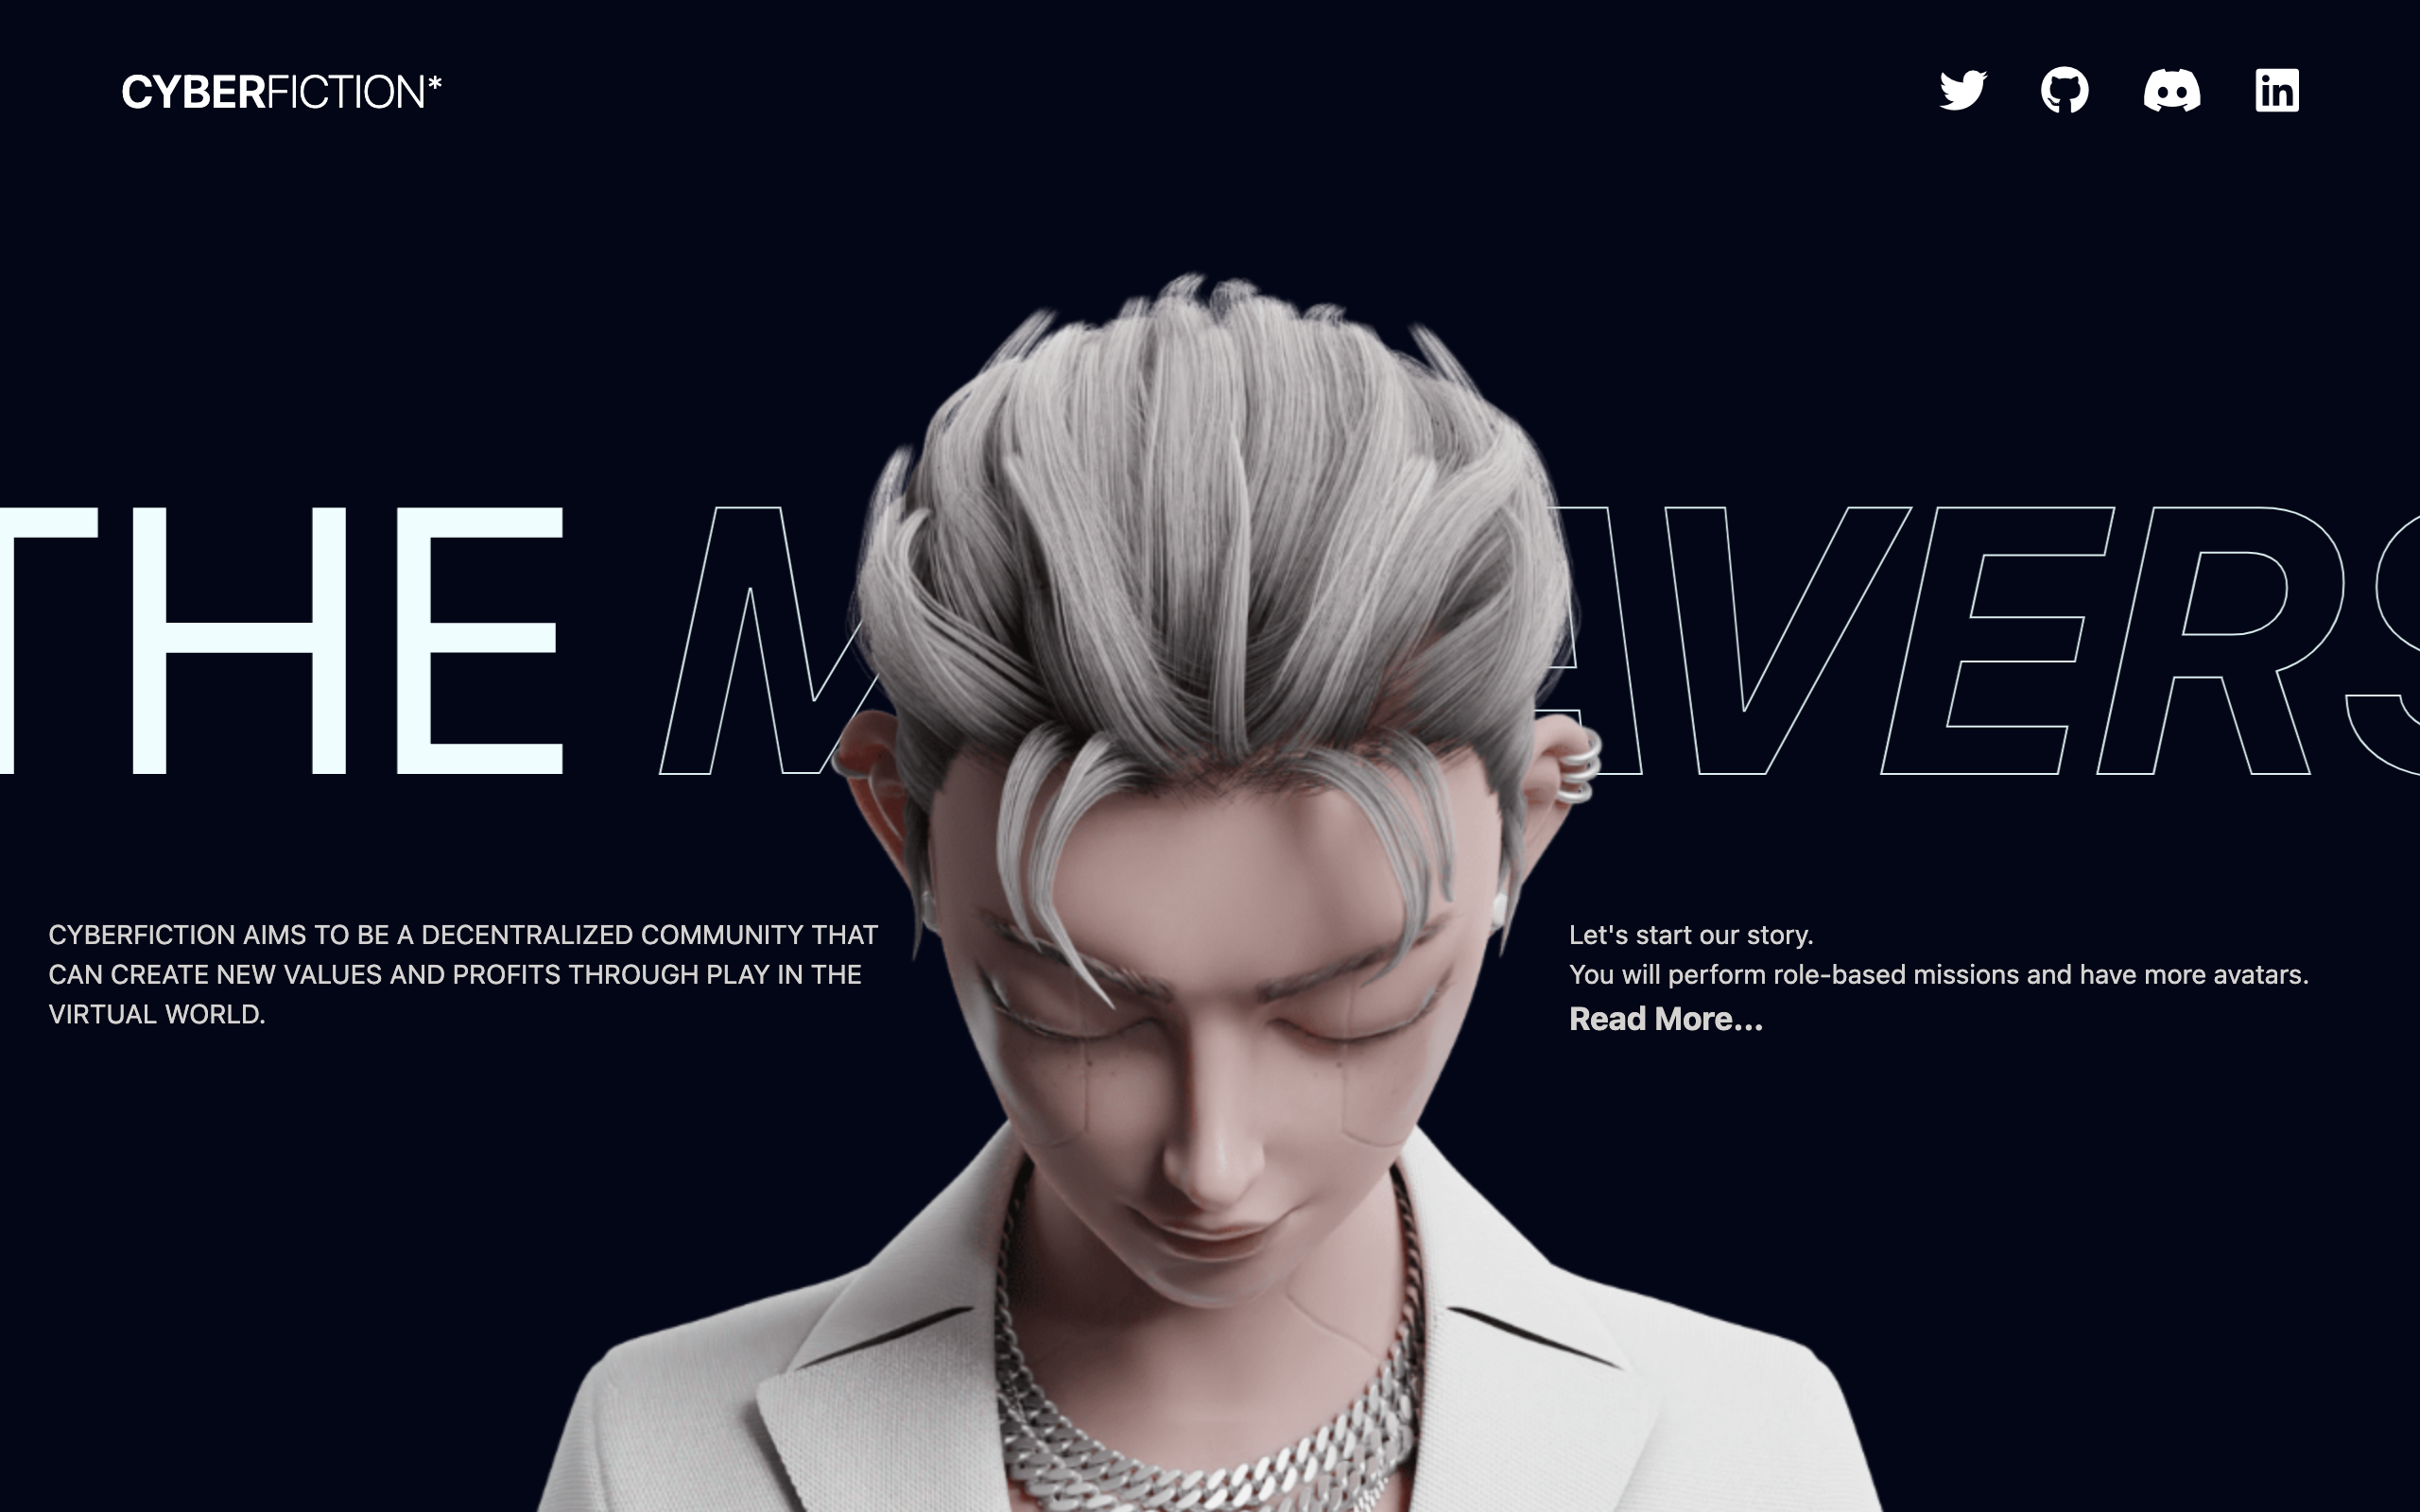 CYBERFICTION*
THE M AVERS
CYBERFICTION AIMS TO BE A DECENTRALIZED COMMUNITY THAT
CAN CREATE NEW VALUES AND PROFITS THROUGH PLAY IN THE
VIRTUAL WORLD.
Let's start our story.
You will perform role-based missions and have more avatars.
Read More...